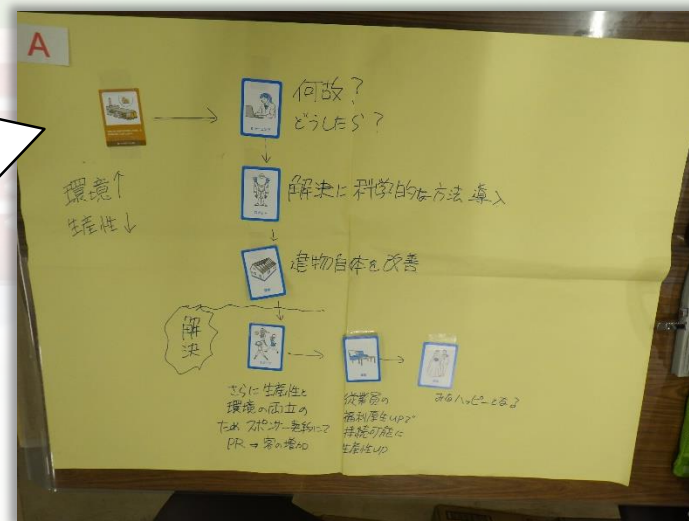 A
何故?
どうしたら?
環境↑
生産性↓
解決に科学的な方法導入
建物自体を改善
解決
さらに生産性と
環境の両立の
ため スポンサー契約にて
PR → 客の増加
従業員の
福利厚生UPで
持続可能に
生産性UP
みなハッピーとなる